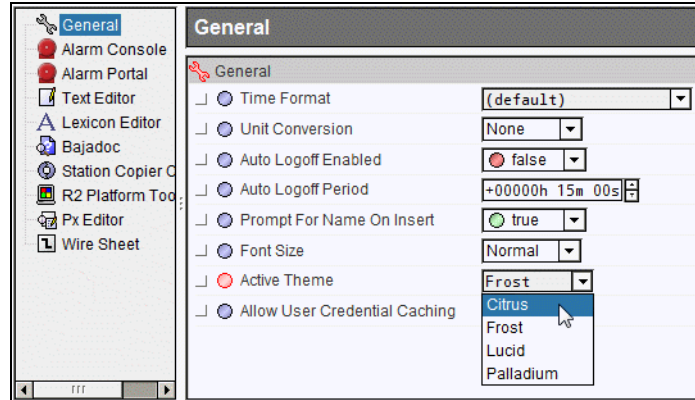 General
Alarm Console
Alarm Portal
Text Editor
Lexicon Editor
Bajadoc
Station Copier C
R2 Platform Too
Px Editor
Wire Sheet
General
General
Time Format (default)
Unit Conversion None
Auto Logoff Enabled false
Auto Logoff Period +00000h 15m 00s
Prompt For Name On Insert true
Font Size Normal
Active Theme Frost
Citrus
Allow User Credential Caching
Frost
Lucid
Palladium